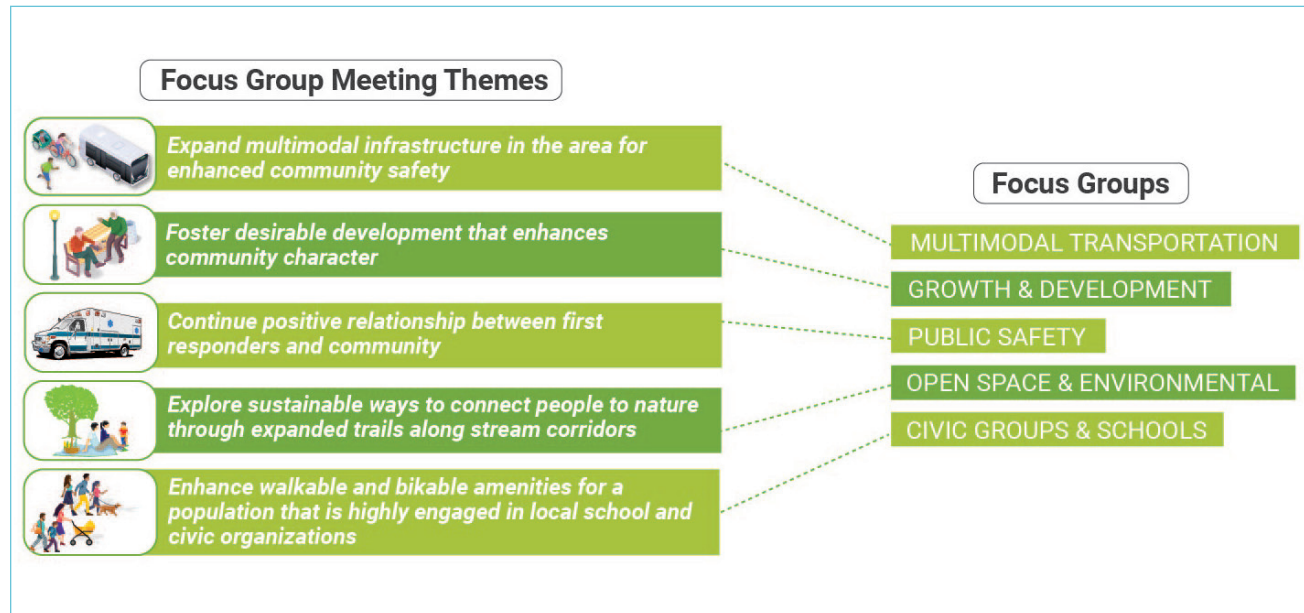 Focus Group Meeting Themes
Expand multimodal infrastructure in the area for
enhanced community safety
Foster desirable development that enhances
community character
Continue positive relationship between first
responders and community
Explore sustainable ways to connect people to nature
through expanded trails along stream corridors
Enhance walkable and bikable amenities for a
population that is highly engaged in local school and
civic organizations
Focus Groups
MULTIMODAL TRANSPORTATION
GROWTH & DEVELOPMENT
PUBLIC SAFETY
OPEN SPACE & ENVIRONMENTAL
CIVIC GROUPS & SCHOOLS